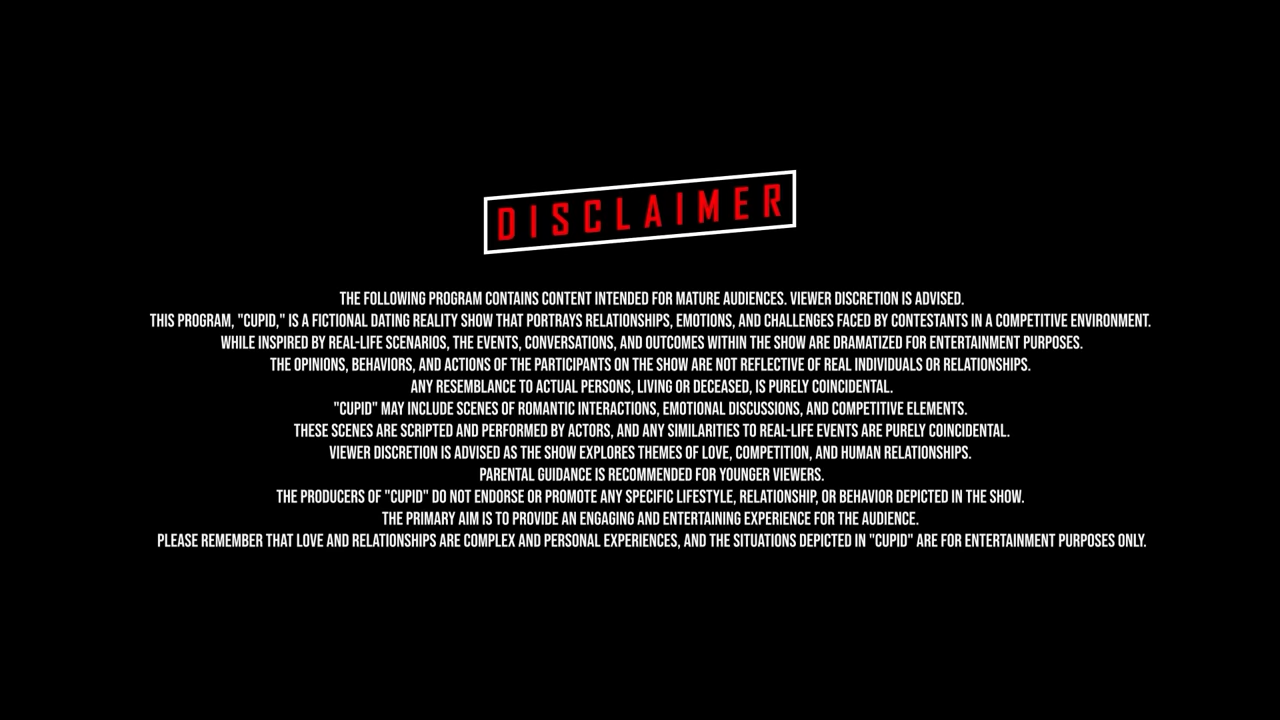 DISCLAIMER
THE FOLLOWING PROGRAM CONTAINS CONTENT INTENDED FOR MATURE AUDIENCES. VIEWER DISCRETION IS ADVISED.
THIS PROGRAM, "CUPID," IS A FICTIONAL DATING REALITY SHOW THAT PORTRAYS RELATIONSHIPS, EMOTIONS, AND CHALLENGES FACED BY CONTESTANTS IN A COMPETITIVE ENVIRONMENT.
WHILE INSPIRED BY REAL-LIFE SCENARIOS, THE EVENTS, CONVERSATIONS, AND OUTCOMES WITHIN THE SHOW ARE DRAMATIZED FOR ENTERTAINMENT PURPOSES.
THE OPINIONS, BEHAVIORS, AND ACTIONS OF THE PARTICIPANTS ON THE SHOW ARE NOT REFLECTIVE OF REAL INDIVIDUALS OR RELATIONSHIPS.
ANY RESEMBLANCE TO ACTUAL PERSONS, LIVING OR DECEASED, IS PURELY COINCIDENTAL.
"CUPID" MAY INCLUDE SCENES OF ROMANTIC INTERACTIONS, EMOTIONAL DISCUSSIONS, AND COMPETITIVE ELEMENTS.
THESE SCENES ARE SCRIPTED AND PERFORMED BY ACTORS, AND ANY SIMILARITIES TO REAL-LIFE EVENTS ARE PURELY COINCIDENTAL.
VIEWER DISCRETION IS ADVISED AS THE SHOW EXPLORES THEMES OF LOVE, COMPETITION, AND HUMAN RELATIONSHIPS.
PARENTAL GUIDANCE IS RECOMMENDED FOR YOUNGER VIEWERS.
THE PRODUCERS OF "CUPID" DO NOT ENDORSE OR PROMOTE ANY SPECIFIC LIFESTYLE, RELATIONSHIP, OR BEHAVIOR DEPICTED IN THE SHOW.
THE PRIMARY AIM IS TO PROVIDE AN ENGAGING AND ENTERTAINING EXPERIENCE FOR THE AUDIENCE.
PLEASE REMEMBER THAT LOVE AND RELATIONSHIPS ARE COMPLEX AND PERSONAL EXPERIENCES, AND THE SITUATIONS DEPICTED IN "CUPID" ARE FOR ENTERTAINMENT PURPOSES ONLY.